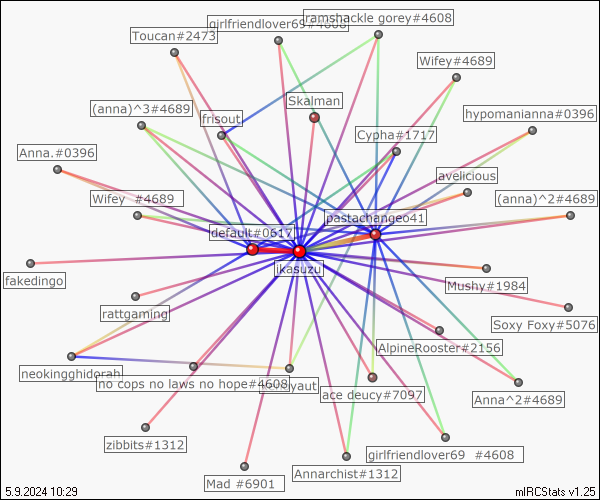 girlfriendlover69 #4608
ramshackle gorey#4608
Toucan#2473
Wifey#4689
Skalman
(anna)^3#4689
hypomanianna#0396
frisout
Cypha#1717
Anna.#0396
avelicious
Wifey #4689
(anna)^2#4689
pastachangeo41
default#0617
ikasuzu
fakedingo
Mushy#1984
rattgaming
Soxy Foxy#5076
AlpineRooster#2156
neokingghidorah
no cops no laws no hope#4608
yaut
ace deucy#7097
Anna^2#4689
zibbits#1312
girlfriendlover69 #4608
Annarchist#1312
Mad #6901
5.9.2024 10:29
mIRCStats v1.25